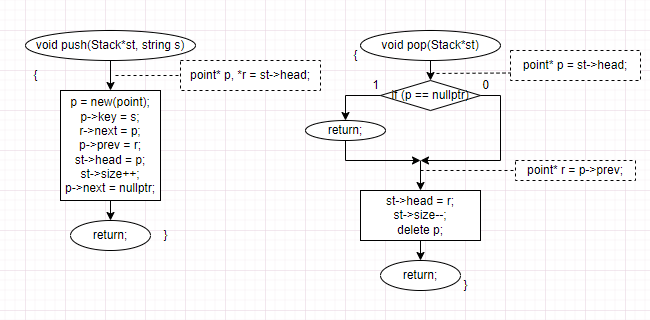 void push(Stack*st, string s)
{
point* p, *r = st->head;
p = new(point);
p->key = s;
r->next = p;
p->prev = r;
st->head = p;
st->size++;
p->next = nullptr;
return;
}
void pop(Stack*st)
{
point* p = st->head;
1
if (p == nullptr)
0
return;
point* r = p->prev;
st->head = r;
st->size--;
delete p;
return;
}